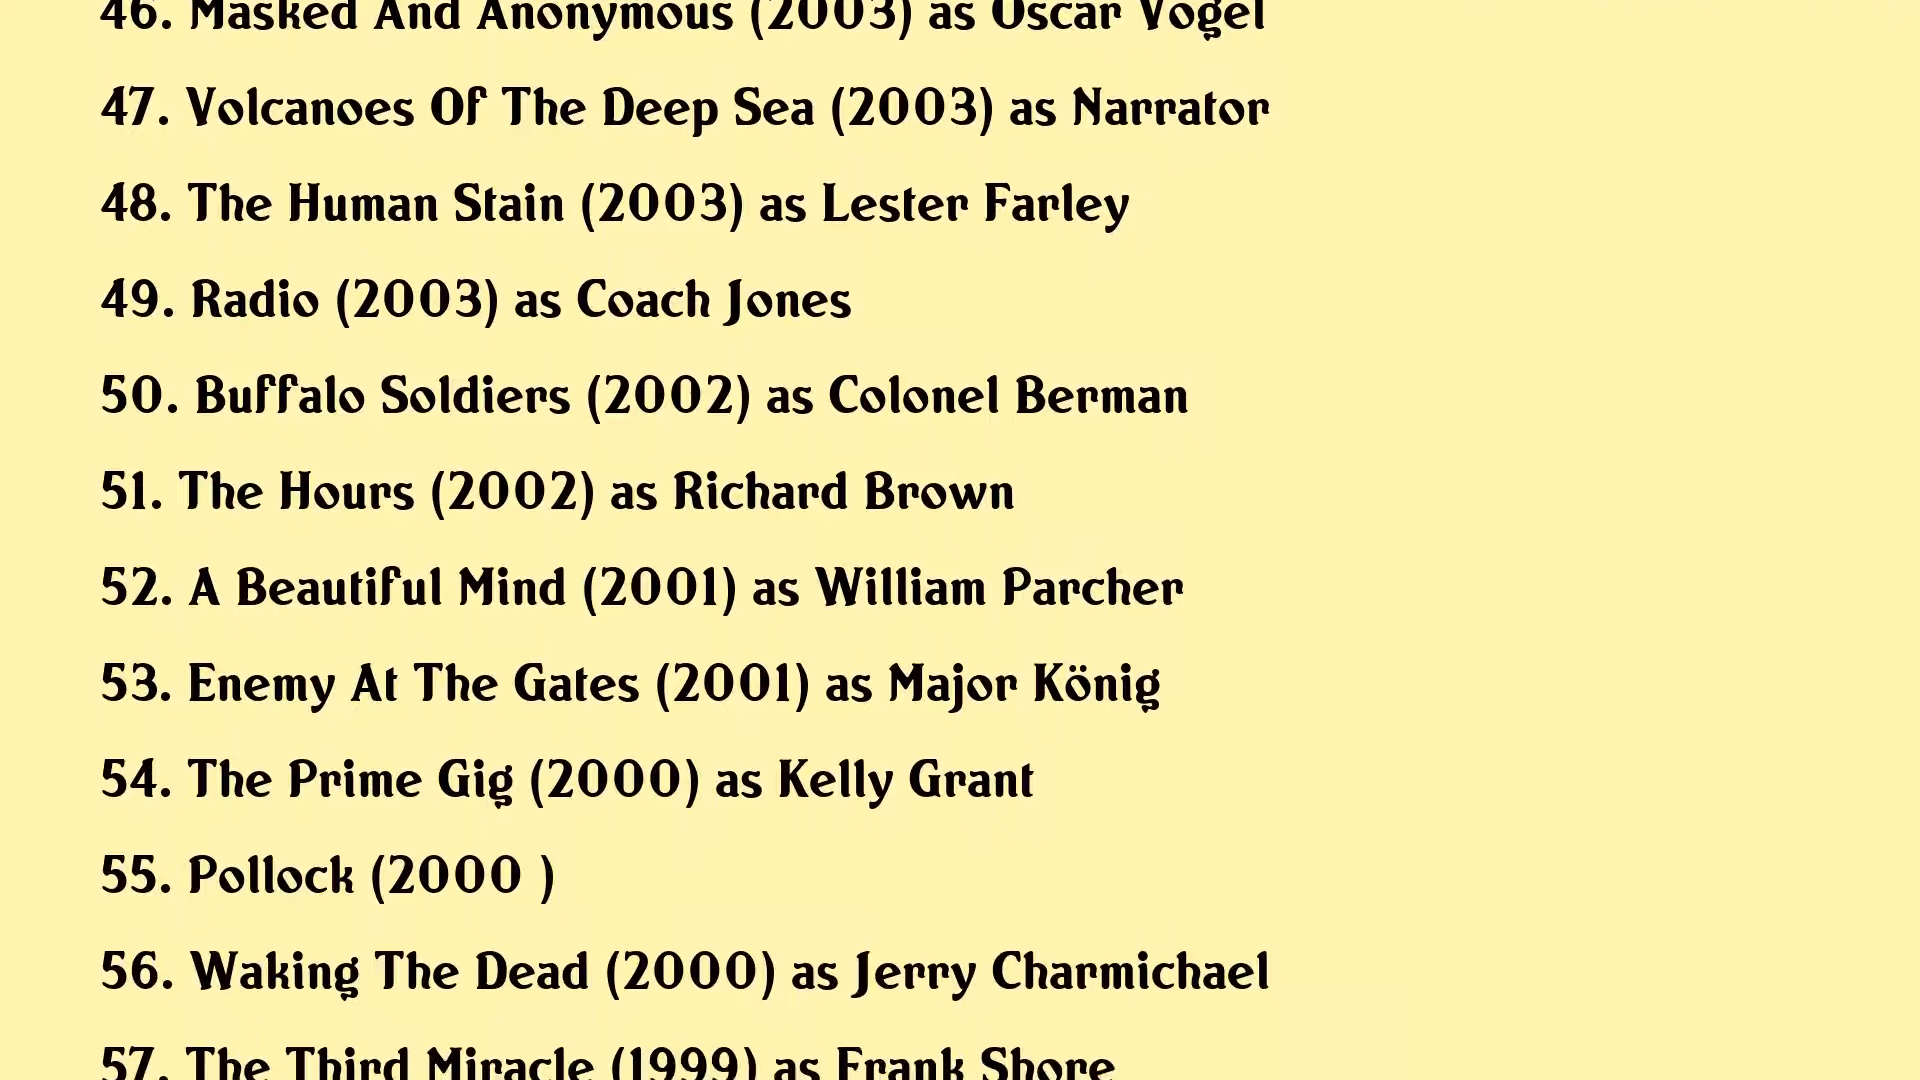 46. Masked And Anonymous (2003) as Oscar Vogel
47. Volcanoes Of The Deep Sea (2003) as Narrator
48. The Human Stain (2003) as Lester Farley
49. Radio (2003) as Coach Jones
50. Buffalo Soldiers (2002) as Colonel Berman
51. The Hours (2002) as Richard Brown
52. A Beautiful Mind (2001) as William Parcher
53. Enemy At The Gates (2001) as Major König
54. The Prime Gig (2000) as Kelly Grant
55. Pollock (2000 )
56. Waking The Dead (2000) as Jerry Charmichael
57. The Third Miracle (1999) as Frank Shore